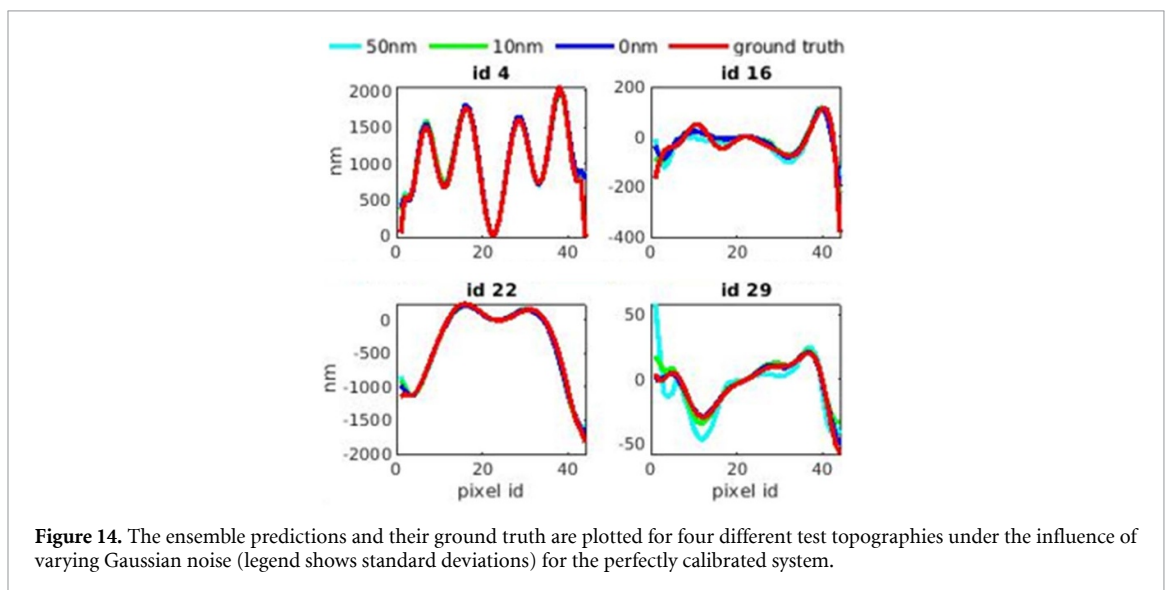 50nm 10nm 0nm ground truth
id 4 id 16
2000 200
1500 0
1000
nm
500 -200
0 -400
0 20 40 0 20 40
id 22 id 29
0 50
-500
-1000 0
nm
-1500
-2000 -50
0 20 40 0 20 40
pixel id pixel id
Figure 14. The ensemble predictions and their ground truth are plotted for four different test topographies under the influence of
varying Gaussian noise (legend shows standard deviations) for the perfectly calibrated system.